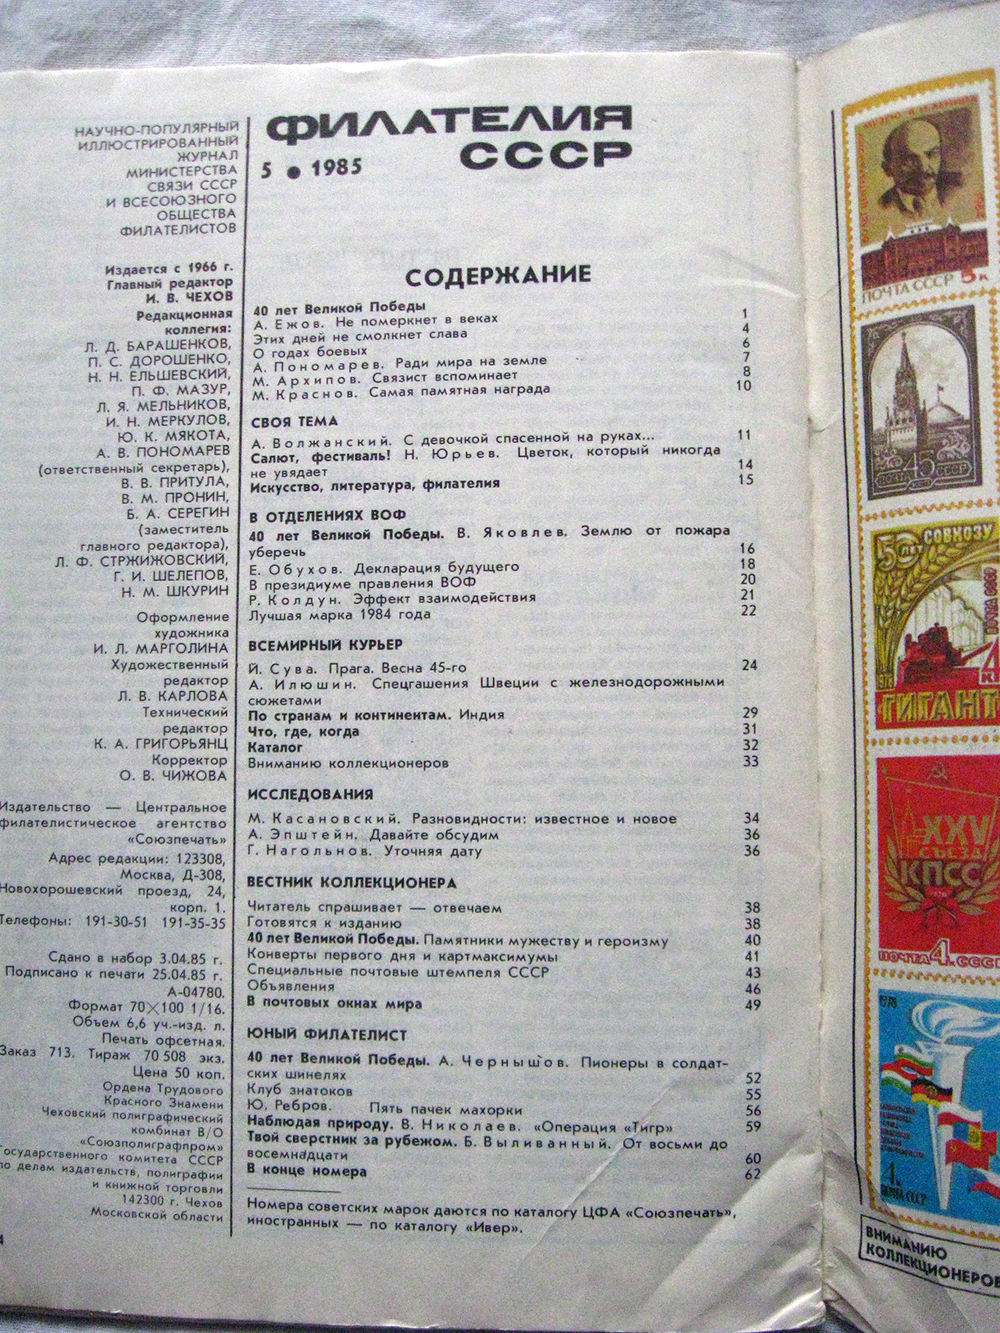 НАУЧНО-ПОПУЛЯРНЫЙ
ИЛЛЮСТРИРОВАННЫЙ
ЖУРНАЛ
МИНИСТЕРСТВА
СВЯЗИ СССР
И ВСЕСОЮЗНОГО
ОБЩЕСТВА
ФИЛАТЕЛИСТОВ
Издается с 1966 г.
Главный редактор
И. В. ЧЕХОВ
Редакционная
коллегия:
Л. Д. БАРАШЕНКОВ,
П. С. ДОРОШЕНКО,
Н. Н. ЕЛЬШЕВСКИЙ,
П. Ф. МАЗУР,
Л. Я. МЕЛЬНИКОВ,
И. Н. МЕРКУЛОВ,
Ю. К. МЯКОТА,
А. В. ПОНОМАРЕВ
(ответственный секретарь),
В. В. ПРИТУЛА,
В. М. ПРОНИН,
Б. А. СЕРЕГИН
(заместитель
главного редактора),
Л. Ф. СТРЖИЖОВСКИЙ,
Г. И. ШЕЛЕПОВ,
Н. М. ШКУРИН
Оформление
художника
И. Л. МАРГОЛИНА
Художественный
редактор
Л. В. КАРЛОВА
Технический
редактор
К. А. ГРИГОРЬЯНЦ
Корректор
О. В. ЧИЖОВА
Издательство — Центральное
филателистическое агентство
«Союзпечать»
Адрес редакции: 123308,
Москва, Д-308,
Новохорошевский проезд, 24,
корп. 1.
Телефоны: 191-30-51 191-35-35
Сдано в набор 3.04.85 г.
Подписано к печати 25.04.85 г.
А-04780.
Формат 70×100 1/16.
Объем 6,6 уч.-изд. л.
Печать офсетная.
Заказ 713. Тираж 70 508 экз.
Цена 50 коп.
Ордена Трудового
Красного Знамени
Чеховский полиграфический
комбинат В/О
«Союзполиграфпром»
Государственного комитета СССР
по делам издательств, полиграфии
и книжной торговли
142300 г. Чехов
Московской области
ФИЛАТЕЛИЯ
СССР
5 • 1985
СОДЕРЖАНИЕ
40 лет Великой Победы
А. Ежов. Не померкнет в веках 1
Этих дней не смолкнет слава 4
О годах боевых 6
А. Пономарев. Ради мира на земле 7
М. Архипов. Связист вспоминает 8
М. Краснов. Самая памятная награда 10
СВОЯ ТЕМА
А. Волжанский. С девочкой спасенной на руках... 11
Салют, фестиваль! Н. Юрьев. Цветок, который никогда
не увядает 14
Искусство, литература, филателия 15
В ОТДЕЛЕНИЯХ ВОФ
40 лет Великой Победы. В. Яковлев. Землю от пожара
уберечь 16
Е. Обухов. Декларация будущего 18
В президиуме правления ВОФ 20
Р. Колдун. Эффект взаимодействия 21
Лучшая марка 1984 года 22
ВСЕМИРНЫЙ КУРЬЕР
Й. Сува. Прага. Весна 45-го 24
А. Илюшин. Спецгашения Швеции с железнодорожными
сюжетами
По странам и континентам. Индия 29
Что, где, когда 31
Каталог 32
Вниманию коллекционеров 33
ИССЛЕДОВАНИЯ
М. Касановский. Разновидности: известное и новое 34
А. Эпштейн. Давайте обсудим 36
Г. Нагольнов. Уточняя дату 36
ВЕСТНИК КОЛЛЕКЦИОНЕРА
Читатель спрашивает — отвечаем 38
Готовятся к изданию 38
40 лет Великой Победы. Памятники мужеству и героизму 40
Конверты первого дня и картмаксимумы 41
Специальные почтовые штемпеля СССР 43
Объявления 46
В почтовых окнах мира 49
ЮНЫЙ ФИЛАТЕЛИСТ
40 лет Великой Победы. А. Чернышов. Пионеры в солдат-
ских шинелях 52
Клуб знатоков 55
Ю. Ребров. Пять пачек махорки 56
Наблюдая природу. В. Николаев. «Операция «Тигр» 59
Твой сверстник за рубежом. Б. Выливанный. От восьми до
восемнадцати 60
В конце номера 62
Номера советских марок даются по каталогу ЦФА «Союзпечать»,
иностранных — по каталогу «Ивер».
ПОЧТА СССР 5к
ПОЧТА 45 СССР
50 ЛЕТ СОВХОЗУ
ПОЧТА СССР
1978
4 к
ГИГАНТ
XXV
СЪЕЗД
КПСС
ПОЧТА 4к СССР
1978
4к
ПОЧТА СССР
ВНИМАНИЮ
КОЛЛЕКЦИОНЕРОВ